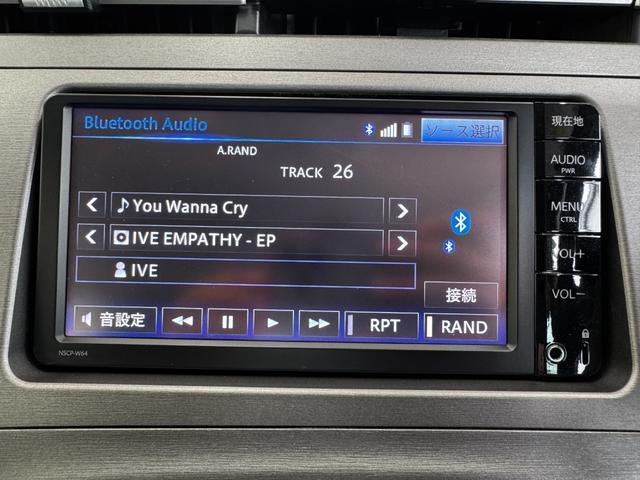 Bluetooth Audio
ソース選択
A.RAND
TRACK 26
You Wanna Cry
IVE EMPATHY - EP
IVE
接続
音設定
RPT
RAND
NSCP-W64
現在地
AUDIO
PWR
MENU
CTRL
VOL+
VOL−